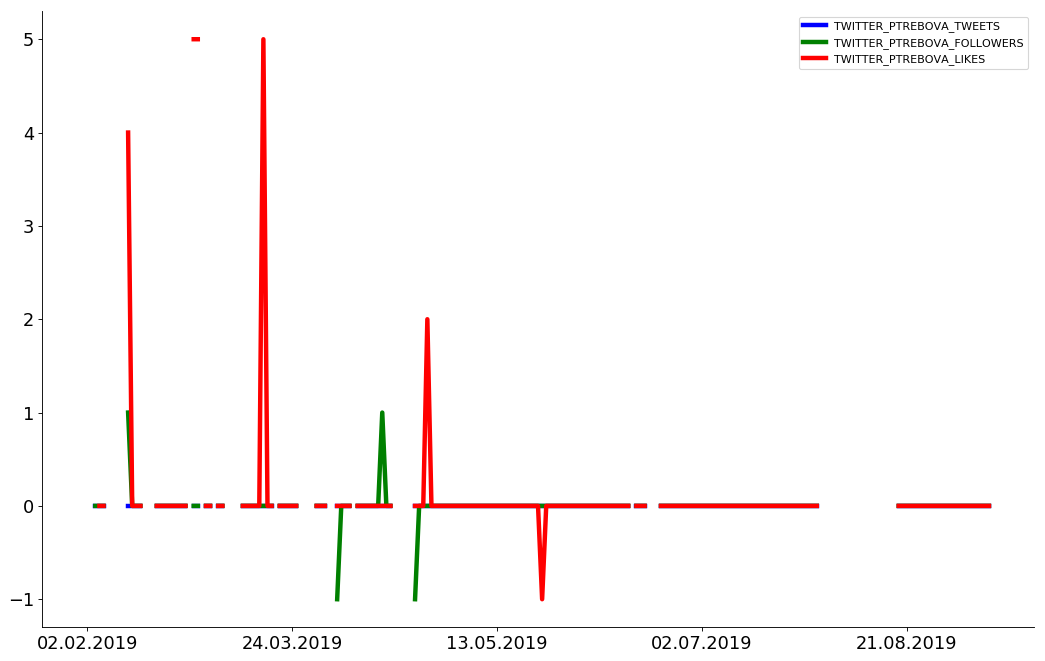 TWITTER_PTREBOVA_TWEETS
TWITTER_PTREBOVA_FOLLOWERS
TWITTER_PTREBOVA_LIKES
5
4
3
2
1
0
−1
02.02.2019 24.03.2019 13.05.2019 02.07.2019 21.08.2019